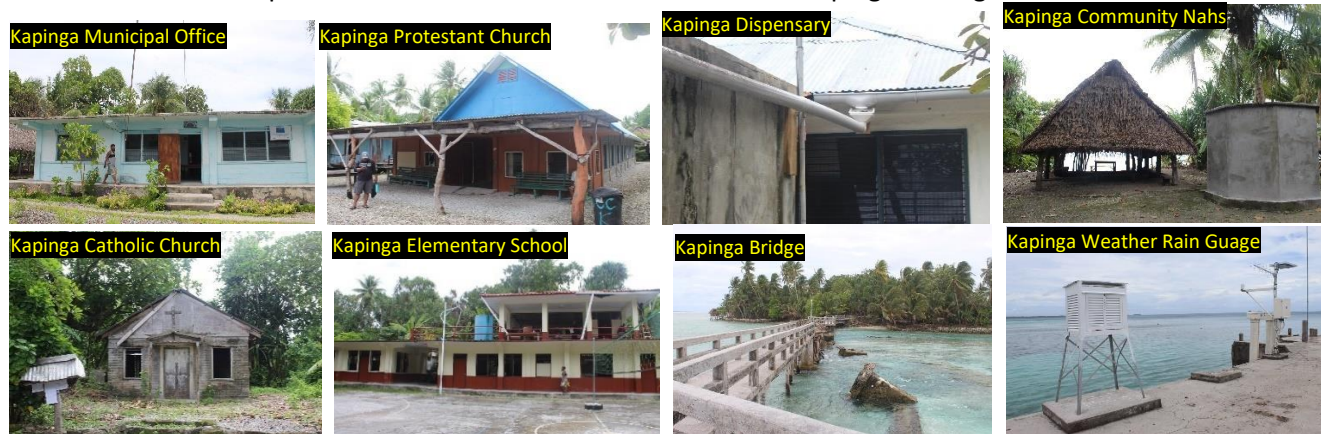 Kapinga Municipal Office
Kapinga Protestant Church
Kapinga Dispensary
Kapinga Community Nahs
Kapinga Catholic Church
Kapinga Elementary School
Kapinga Bridge
Kapinga Weather Rain Guage